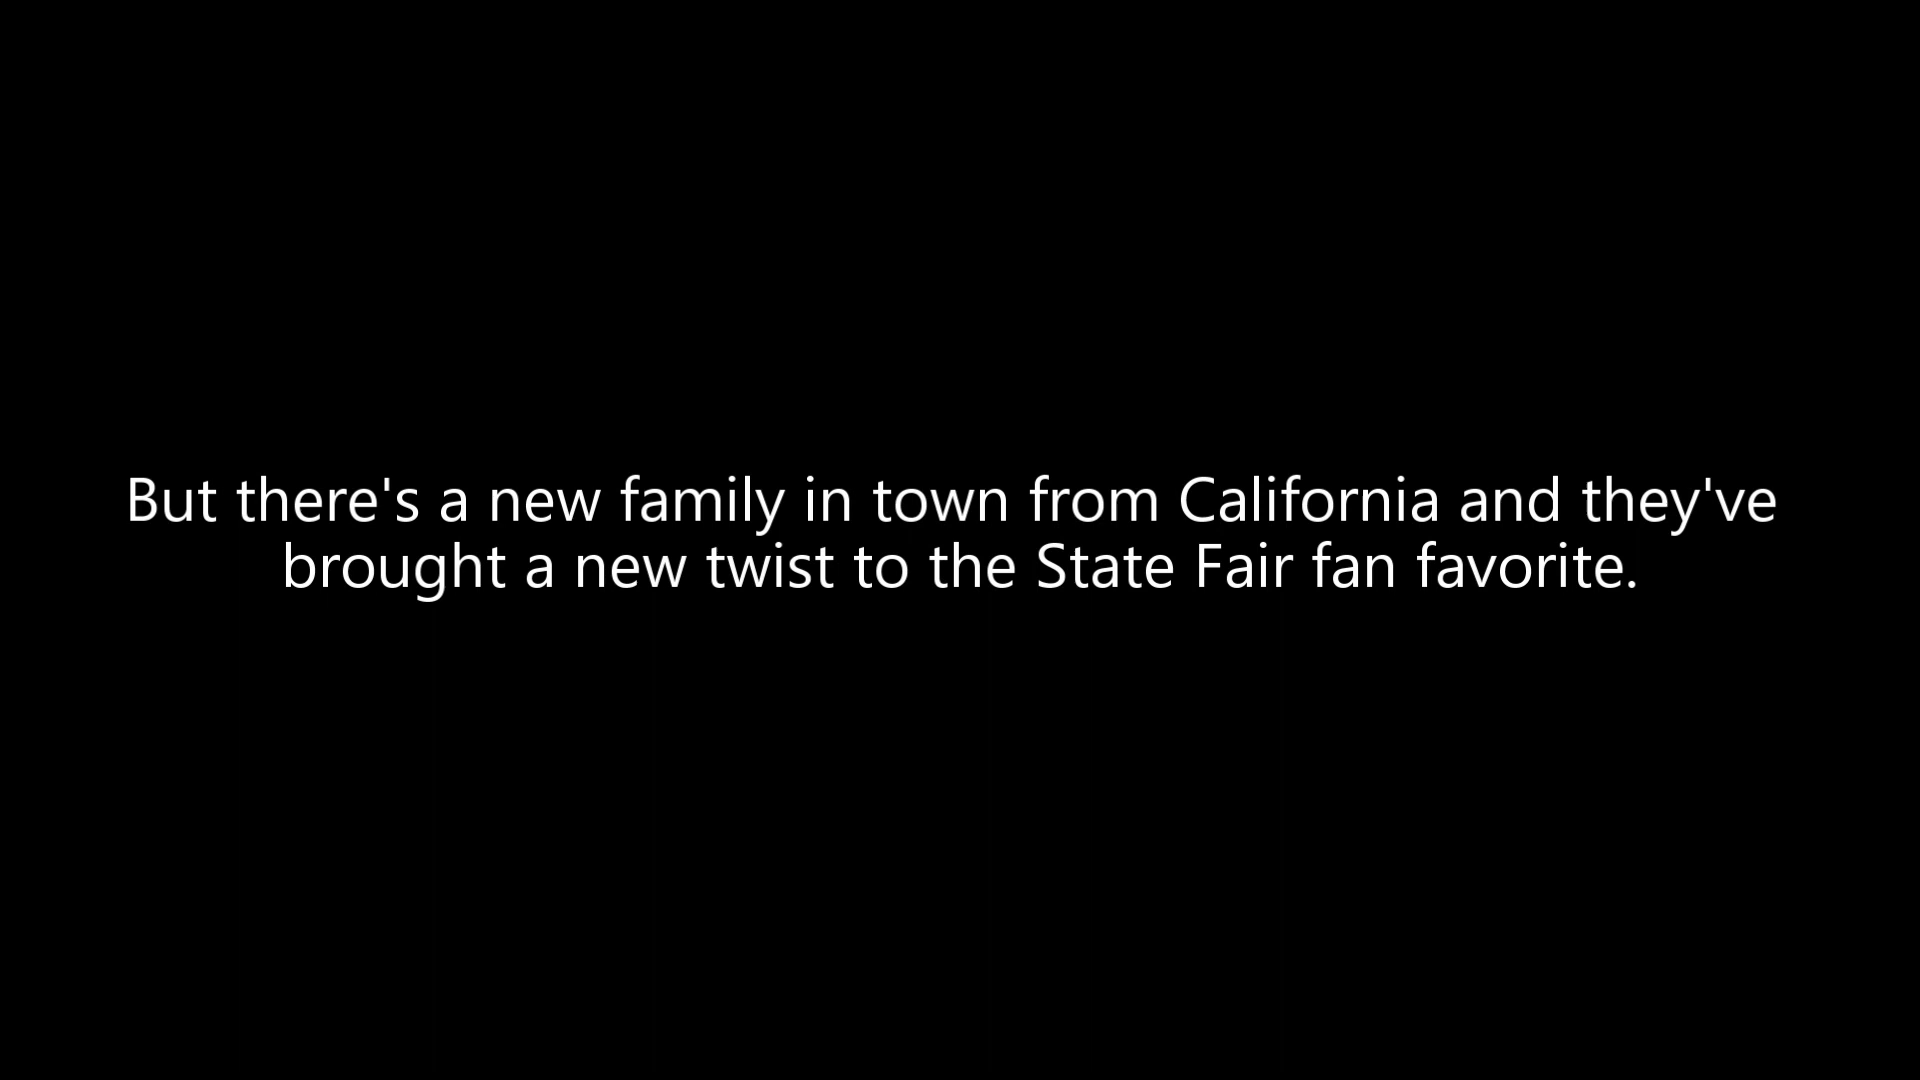 But there's a new family in town from California and they've
brought a new twist to the State Fair fan favorite.